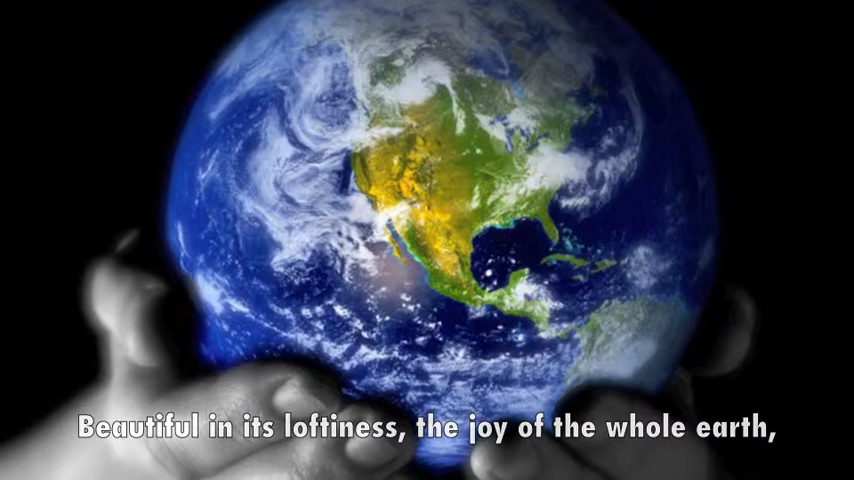 Beautiful in its loftiness, the joy of the whole earth,